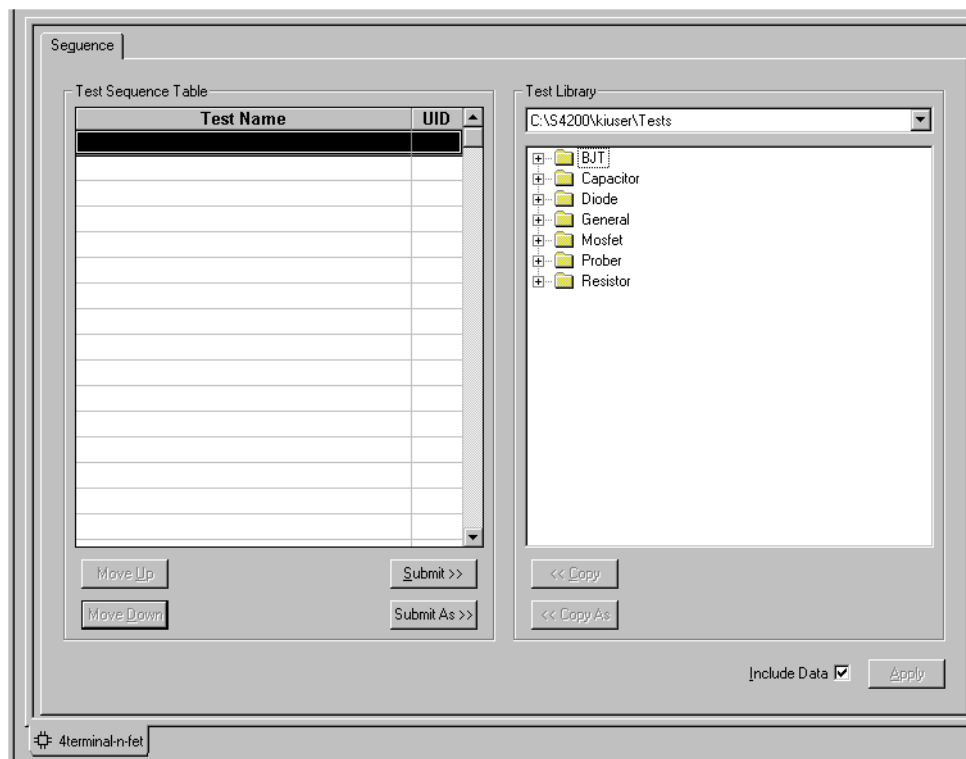 Seguence
Test Sequence Table
Test Name UID
Move Up
Submit >>
Move Down
Submit As >>
Test Library
C:\S4200\kiuser\Tests
BJT
Capacitor
Diode
General
Mosfet
Prober
Resistor
<< Copy
<< Copy As
Include Data
Apply
4terminal-n-fet